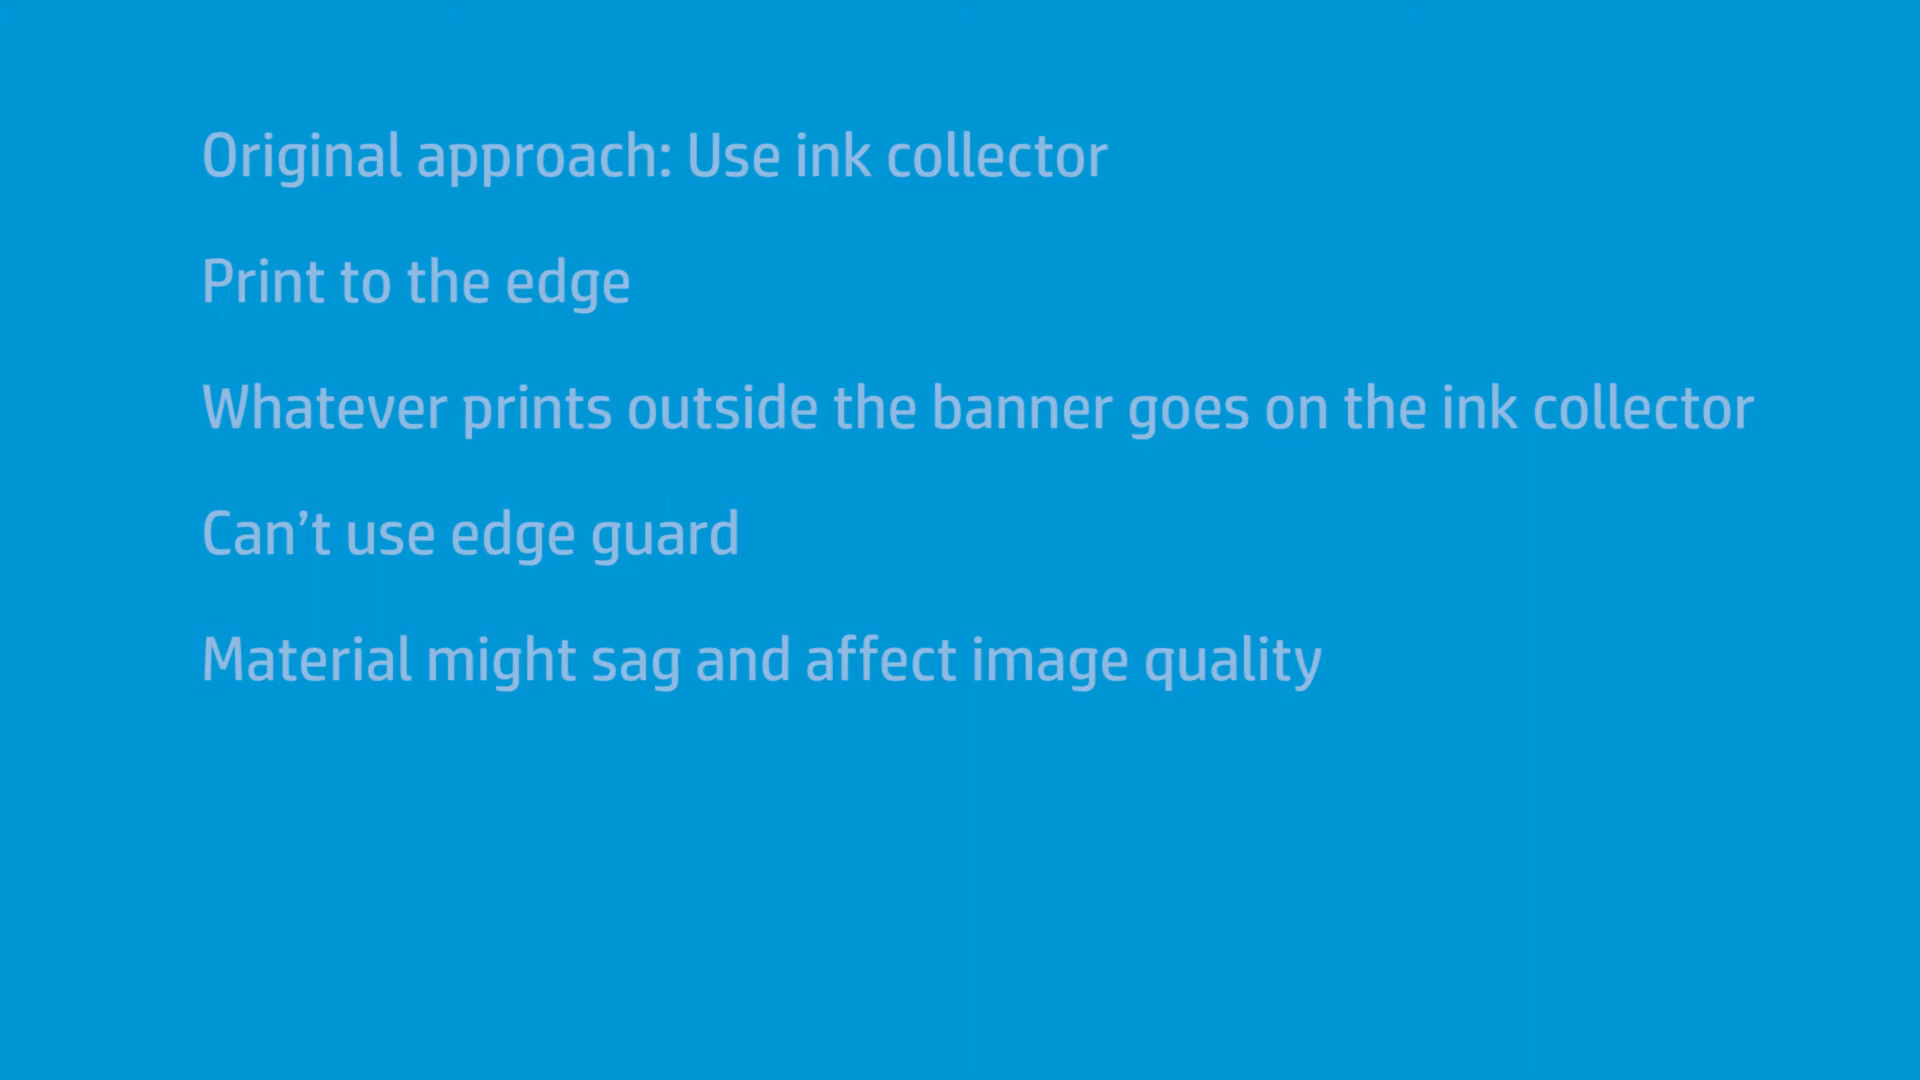 Original approach: Use ink collector
Print to the edge
Whatever prints outside the banner goes on the ink collector
Can’t use edge guard
Material might sag and affect image quality